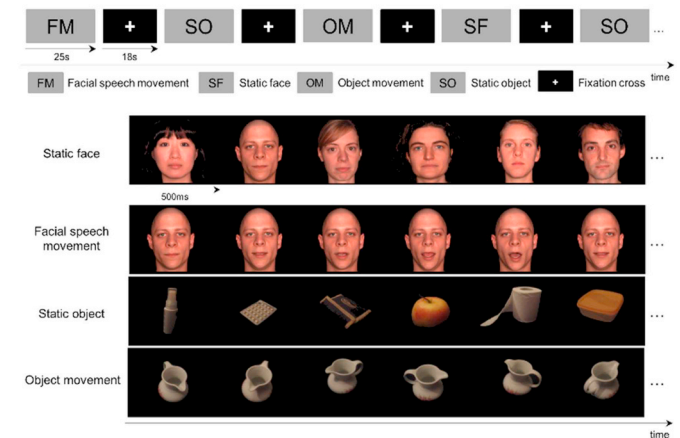 FM + SO + OM + SF + SO ...
25s 18s
time
FM Facial speech movement SF Static face OM Object movement SO Static object + Fixation cross
Static face ...
500ms
Facial speech
movement ...
Static object ...
Object movement ...
time